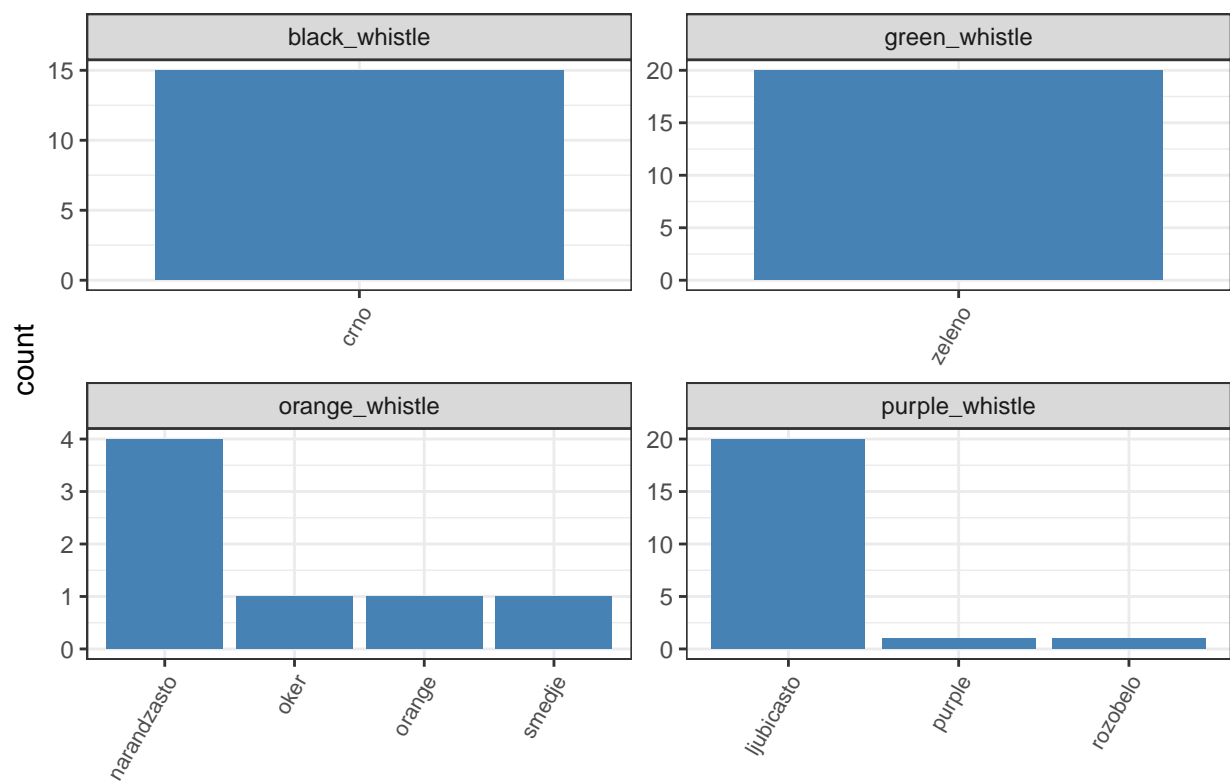 black_whistle
green_whistle
15
10
5
0
20
15
10
5
0
crno
zeleno
count
orange_whistle
purple_whistle
4
3
2
1
0
20
15
10
5
0
narandzasto
oker
orange
smedje
ljubicasto
purple
rozobelo